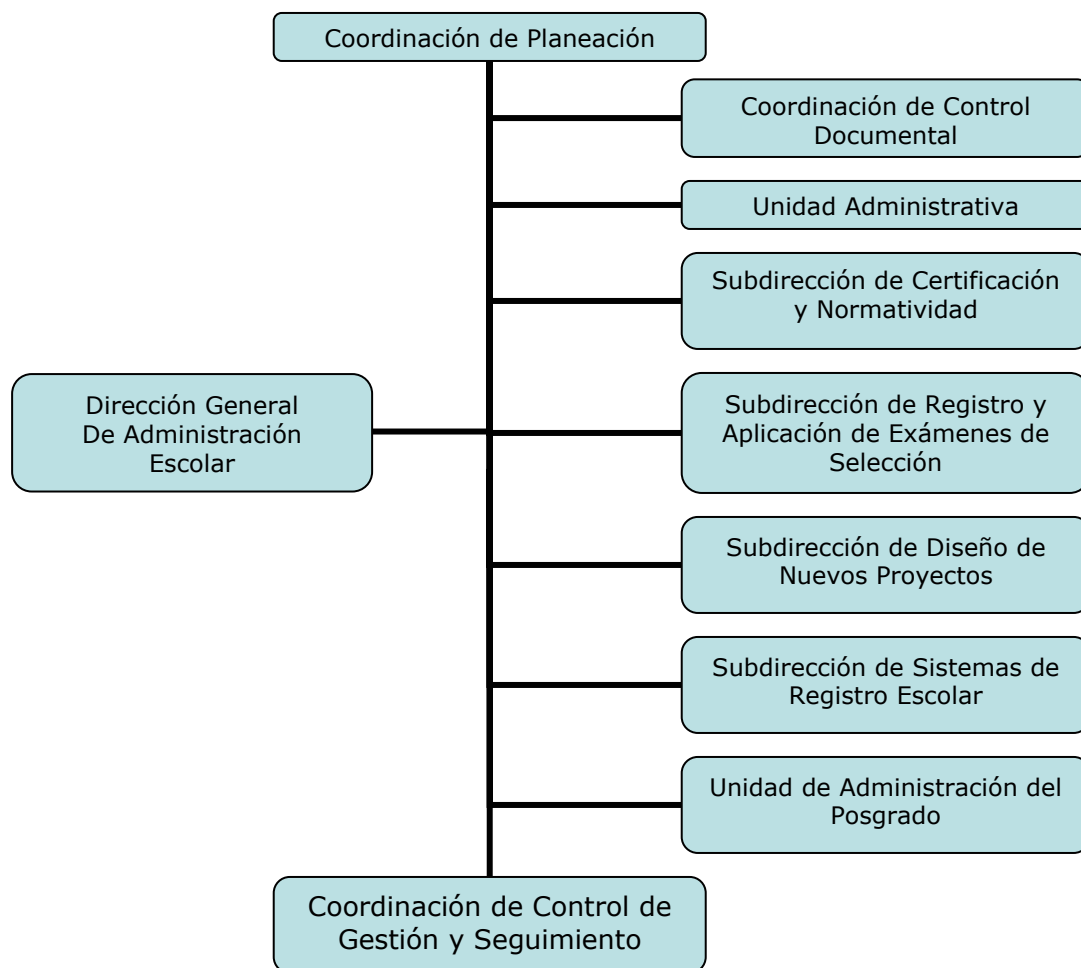 Coordinación de Planeación
Coordinación de Control
Documental
Unidad Administrativa
Subdirección de Certificación
y Normatividad
Dirección General
De Administración
Escolar
Subdirección de Registro y
Aplicación de Exámenes de
Selección
Subdirección de Diseño de
Nuevos Proyectos
Subdirección de Sistemas de
Registro Escolar
Unidad de Administración del
Posgrado
Coordinación de Control de
Gestión y Seguimiento